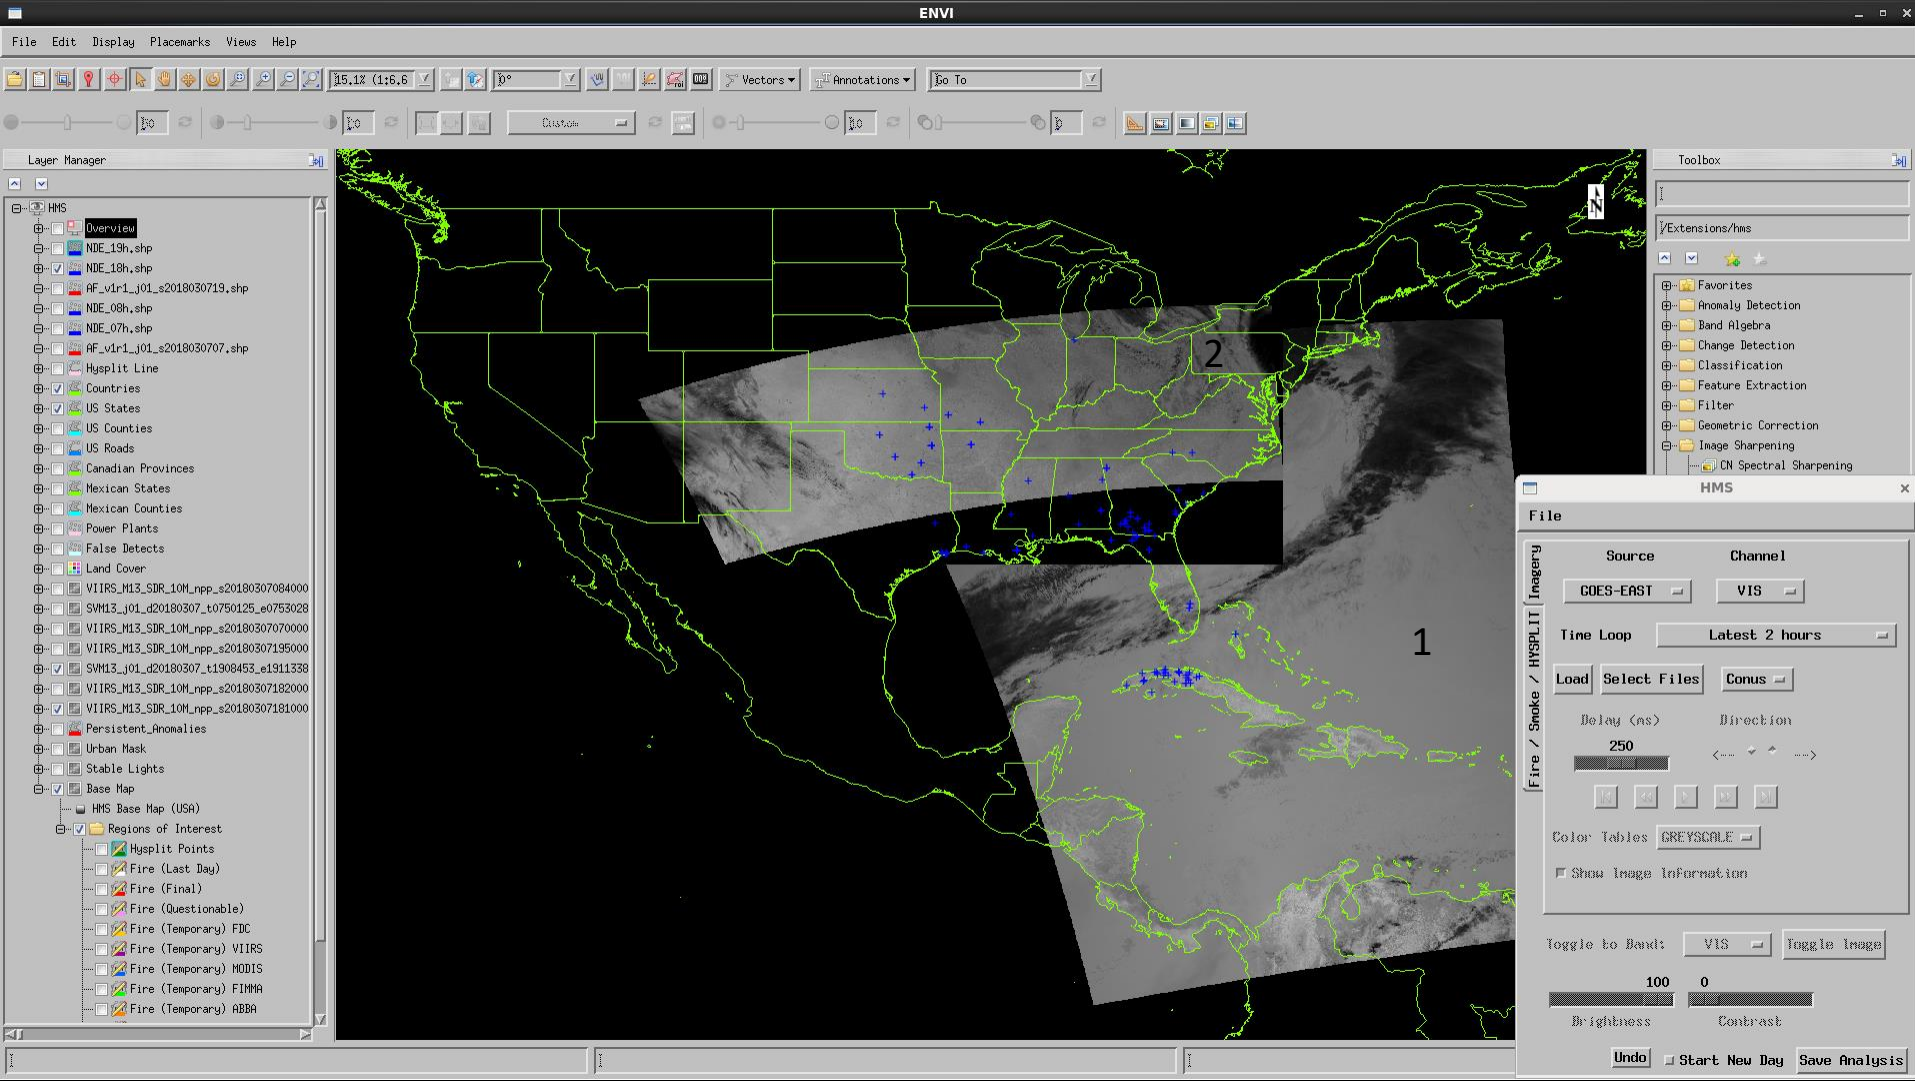 ENVI
File Edit Display Placemarks Views Help
15.1% (1:6.6 0° Vectors Annotations Go To
Custom
Layer Manager
HMS
Overview
NDE_19h.shp
NDE_18h.shp
AF_v1r1_j01_s2018030719.shp
NDE_08h.shp
NDE_07h.shp
AF_v1r1_j01_s2018030707.shp
Hysplit Line
Countries
US States
US Counties
US Roads
Canadian Provinces
Mexican States
Mexican Counties
Power Plants
False Detects
Land Cover
VIIRS_M13_SDR_10M_npp_s20180307084000
SVM13_j01_d20180307_t0750125_e0753028
VIIRS_M13_SDR_10M_npp_s20180307070000
VIIRS_M13_SDR_10M_npp_s20180307195000
SVM13_j01_d20180307_t1908453_e1911338
VIIRS_M13_SDR_10M_npp_s20180307182000
VIIRS_M13_SDR_10M_npp_s20180307181000
Persistent_Anomalies
Urban Mask
Stable Lights
Base Map
HMS Base Map (USA)
Regions of Interest
Hysplit Points
Fire (Last Day)
Fire (Final)
Fire (Questionable)
Fire (Temporary) FDC
Fire (Temporary) VIIRS
Fire (Temporary) MODIS
Fire (Temporary) FIMMA
Fire (Temporary) ABBA
N
2
1
Toolbox
/Extensions/hms
Favorites
Anomaly Detection
Band Algebra
Change Detection
Classification
Feature Extraction
Filter
Geometric Correction
Image Sharpening
CN Spectral Sharpening
HMS
File
Imagery
Fire / Smoke / HYSPLIT
Source Channel
GOES-EAST VIS
Time Loop Latest 2 hours
Load Select Files Conus
Delay (ms) Direction
250
<--- --->
Color Tables GREYSCALE
Show Image Information
Toggle to Band: VIS Toggle Image
100 0
Brightness Contrast
Undo Start New Day Save Analysis